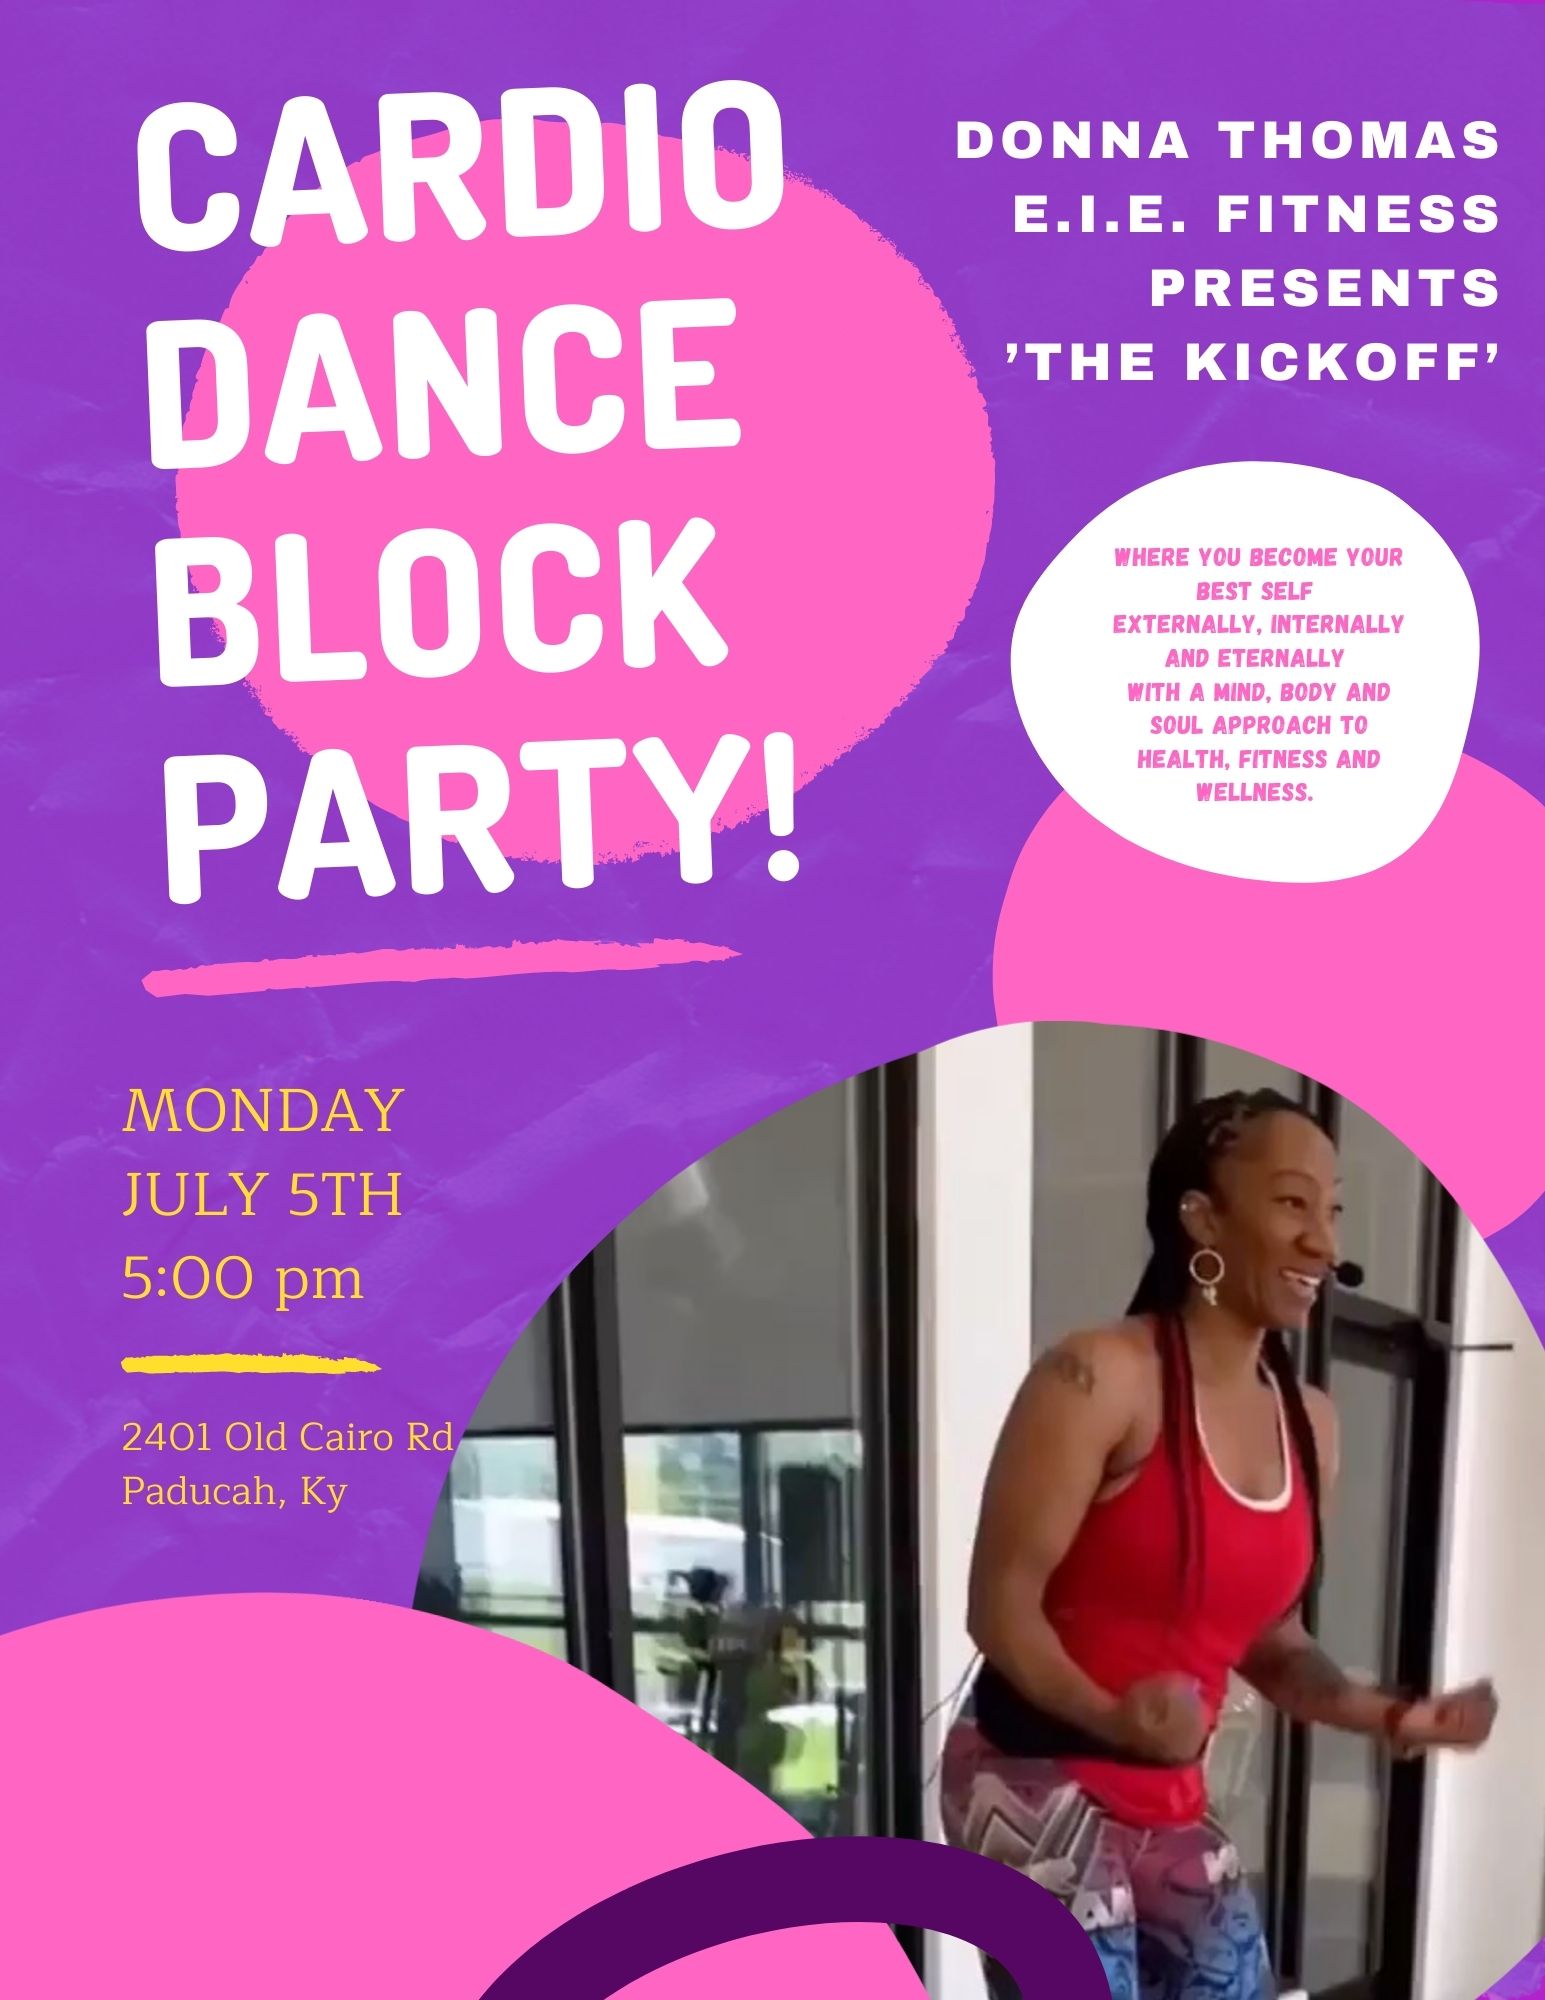 CARDIO
DANCE
BLOCK
PARTY!
DONNA THOMAS
E.I.E. FITNESS
PRESENTS
’THE KICKOFF’
WHERE YOU BECOME YOUR
BEST SELF
EXTERNALLY, INTERNALLY
AND ETERNALLY
WITH A MIND, BODY AND
SOUL APPROACH TO
HEALTH, FITNESS AND
WELLNESS.
MONDAY
JULY 5TH
5:00 pm
2401 Old Cairo Rd
Paducah, Ky